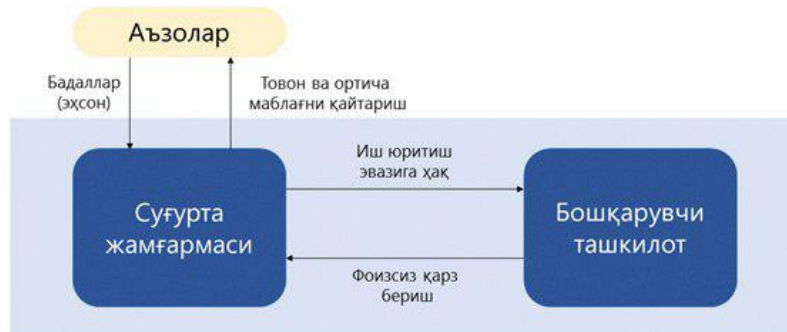 Аъзолар
Бадаллар
(эҳсон)
Товон ва ортича
маблағни қайтариш
Суғурта
жамғармаси
Иш юритиш
эвазига ҳақ
Бошқарувчи
ташкилот
Фоизсиз қарз
бериш